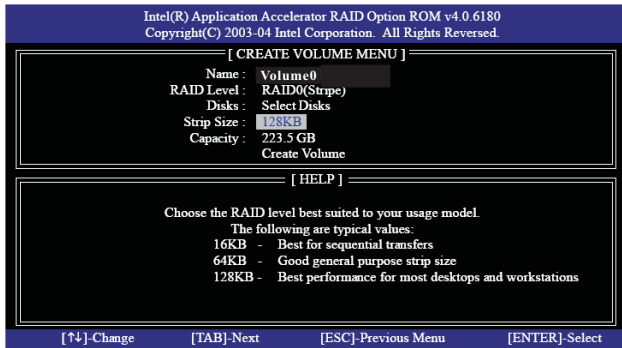 Intel(R) Application Accelerator RAID Option ROM v4.0.6180
Copyright(C) 2003-04 Intel Corporation. All Rights Reserved.
[ CREATE VOLUME MENU ]
Name : Volume0
RAID Level : RAID0(Stripe)
Disks : Select Disks
Strip Size : 128KB
Capacity : 223.5 GB
Create Volume
[ HELP ]
Choose the RAID level best suited to your usage model.
The following are typical values:
16KB - Best for sequential transfers
64KB - Good general purpose strip size
128KB - Best performance for most desktops and workstations
[↑↓]-Change [TAB]-Next [ESC]-Previous Menu [ENTER]-Select